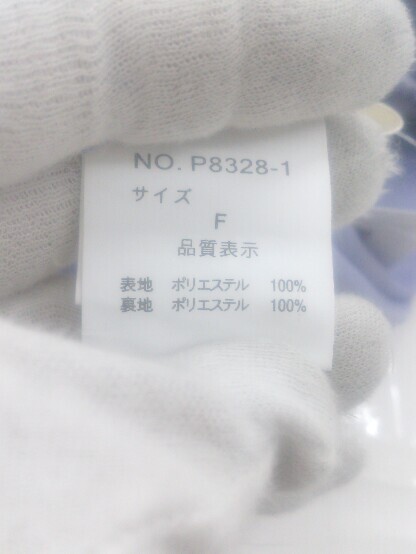 NO. P8328-1
サイズ
F
品質表示
表地 ポリエステル 100%
裏地 ポリエステル 100%